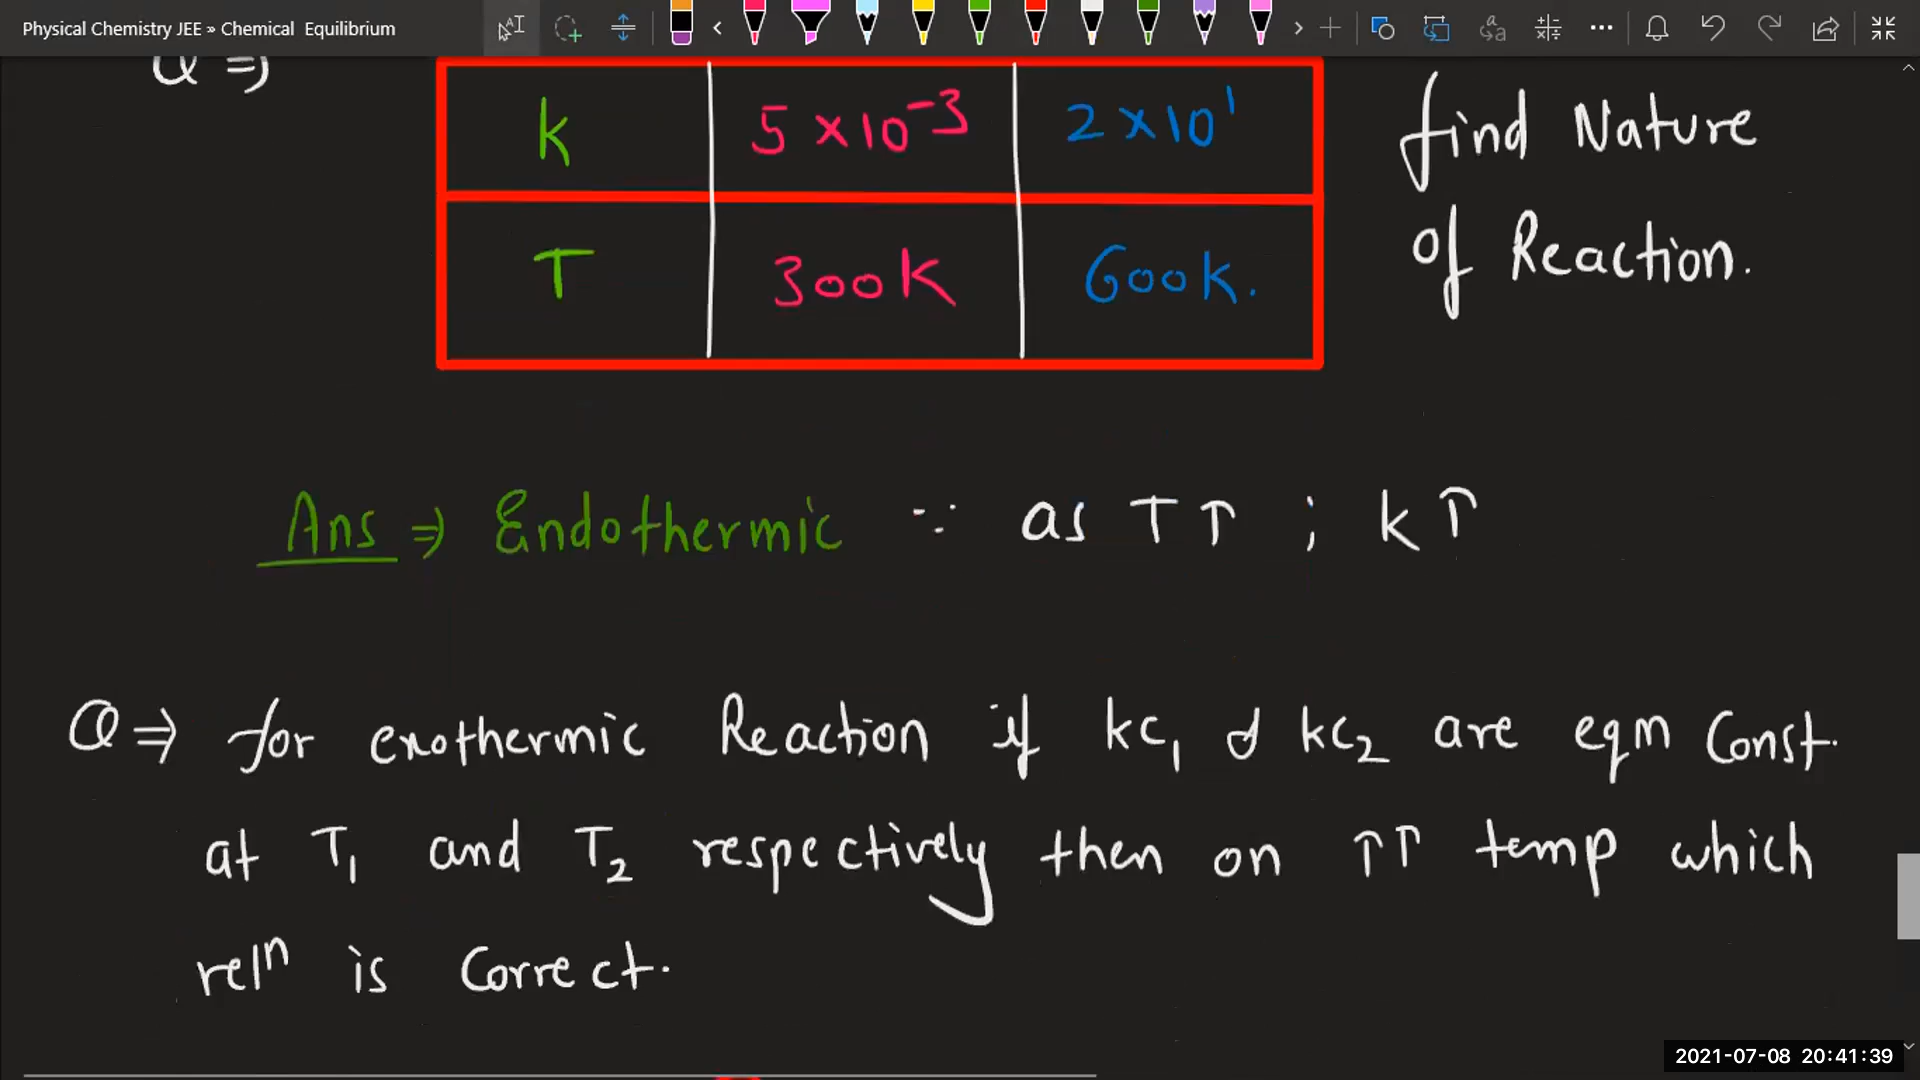 Physical Chemistry JEE » Chemical Equilibrium
Q ⇒
K 5 × 10⁻³ 2 × 10¹
T 300K 600K.
find Nature
of Reaction.
Ans ⇒ Endothermic ∵ as T↑ ; K↑
Q ⇒ for exothermic Reaction if KC₁ & KC₂ are eqm Const.
at T₁ and T₂ respectively then on ↑↑ temp which
relⁿ is Correct.
2021-07-08 20:41:39